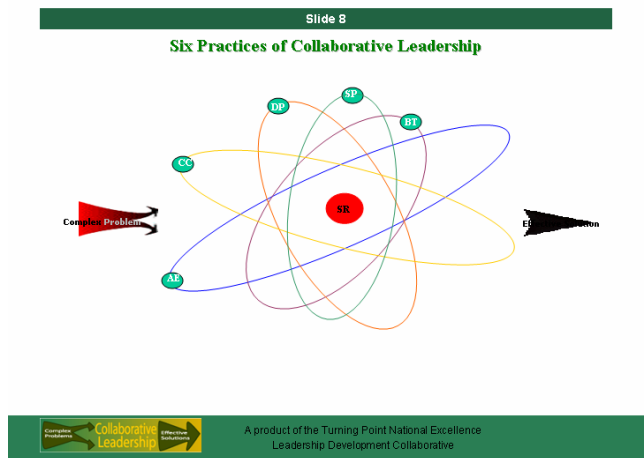 Slide 8
Six Practices of Collaborative Leadership
SP
DP
BT
CC
SR
Complex Problem
AE
Complex
Problems
Collaborative
Leadership
Effective
Solutions
A product of the Turning Point National Excellence
Leadership Development Collaborative